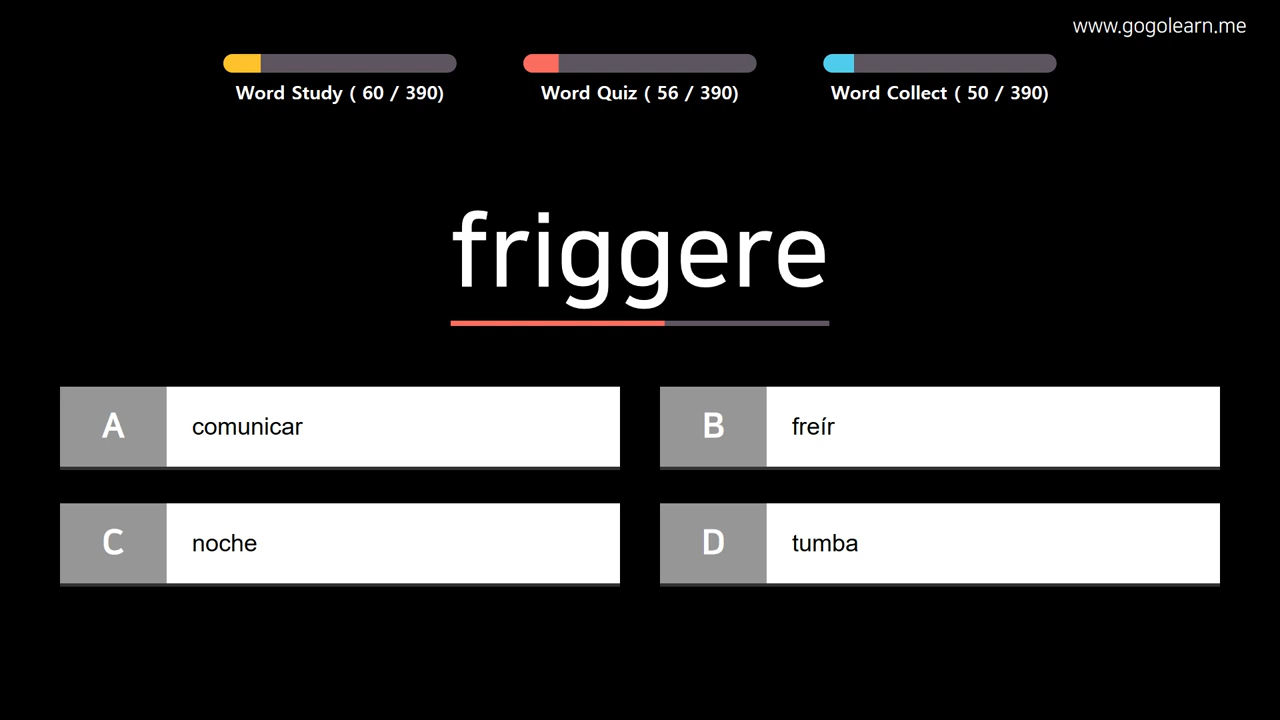 www.gogolearn.me
Word Study ( 60 / 390)
Word Quiz ( 56 / 390)
Word Collect ( 50 / 390)
friggere
A comunicar
B freír
C noche
D tumba